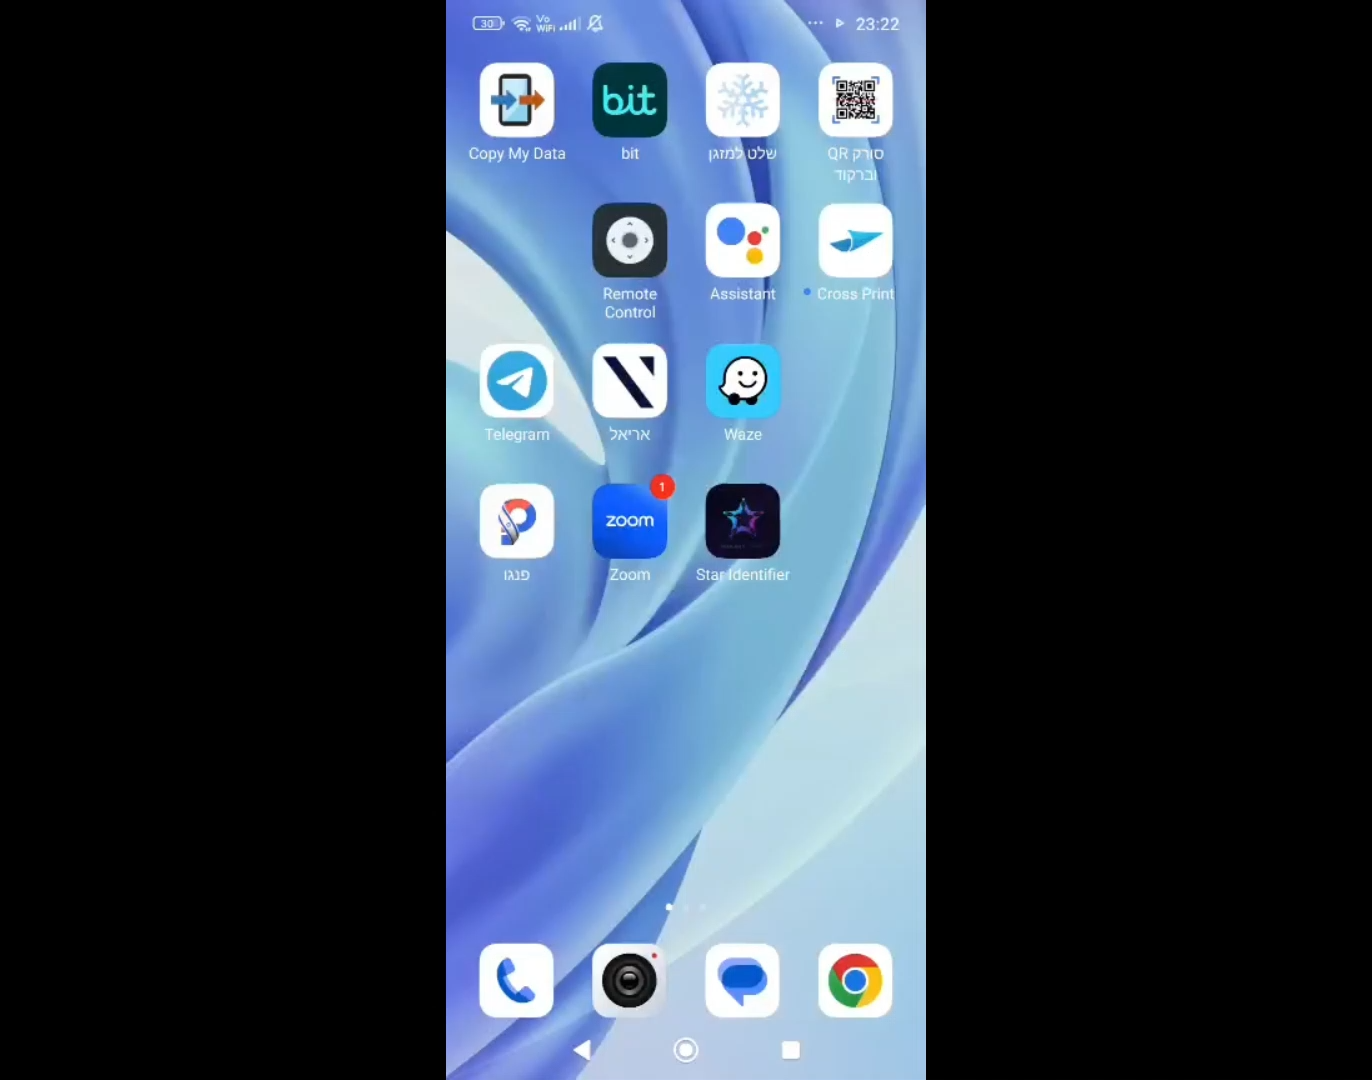 30
Vo
WiFi
23:22
bit
Copy My Data
bit
שלט למזגן
סורק QR
וברקוד
Remote
Control
Assistant
Cross Print
Telegram
אריאל
Waze
1
zoom
פנגו
Zoom
Star Identifier